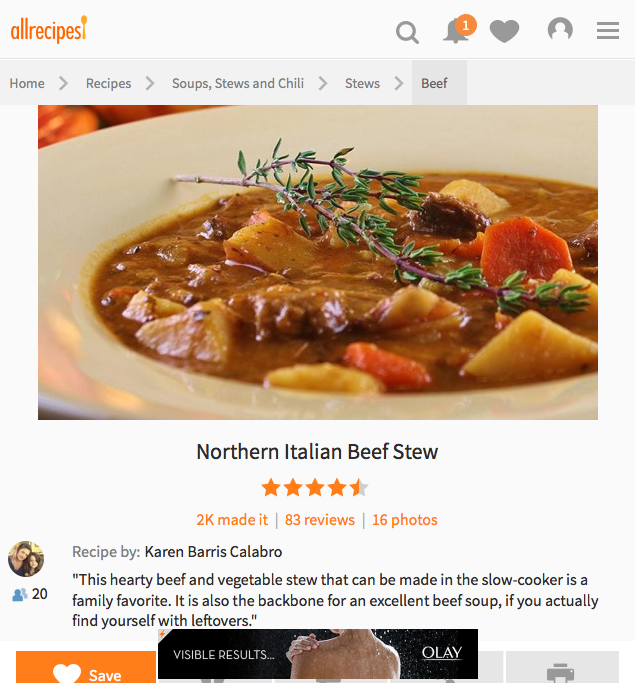 allrecipes
1
Home
Recipes
Soups, Stews and Chili
Stews
Beef
Northern Italian Beef Stew
2K made it | 83 reviews | 16 photos
Recipe by: Karen Barris Calabro
20
"This hearty beef and vegetable stew that can be made in the slow-cooker is a
family favorite. It is also the backbone for an excellent beef soup, if you actually
find yourself with leftovers."
VISIBLE RESULTS...
OLAY
Save